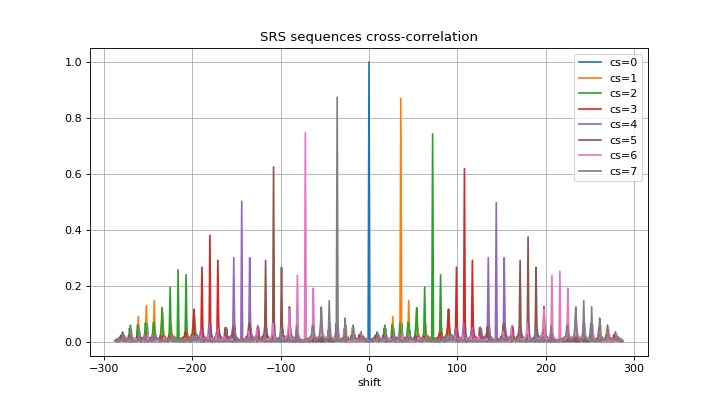 SRS sequences cross-correlation
1.0
0.8
0.6
0.4
0.2
0.0
−300
−200
−100
0
100
200
300
shift
cs=0
cs=1
cs=2
cs=3
cs=4
cs=5
cs=6
cs=7